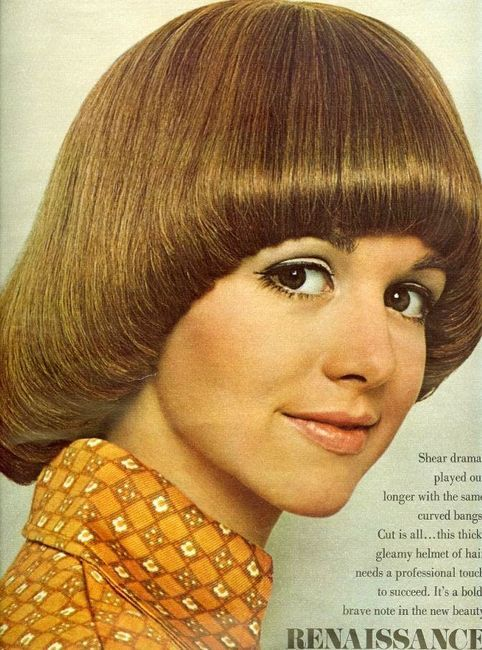 Shear drama
played ou
longer with the same
curved bangs
Cut is all...this thick
gleamy helmet of hai
needs a professional touch
to succeed. It's a bold
brave note in the new beauty
RENAISSANCE